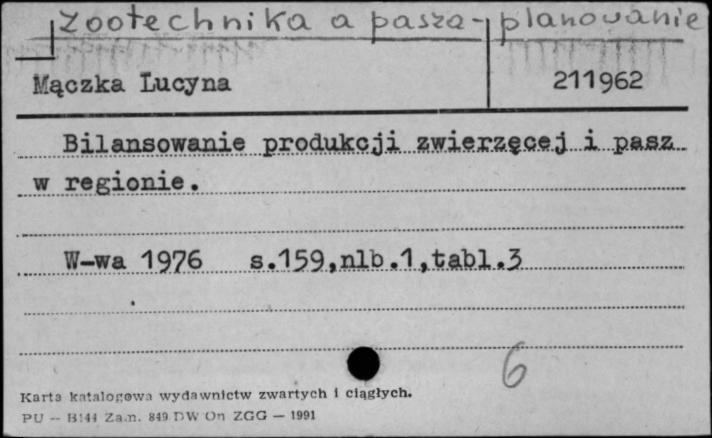 zootechnika a pasza - planowanie
Mączka Lucyna 211962
Bilansowanie produkcji zwierzęcej i pasz
w regionie.
W-wa 1976 s.159,nlb.1,tabl.3
6
Karta katalogowa wydawnictw zwartych i ciągłych.
PU — B144 Zam. 849 DW On ZGG — 1991